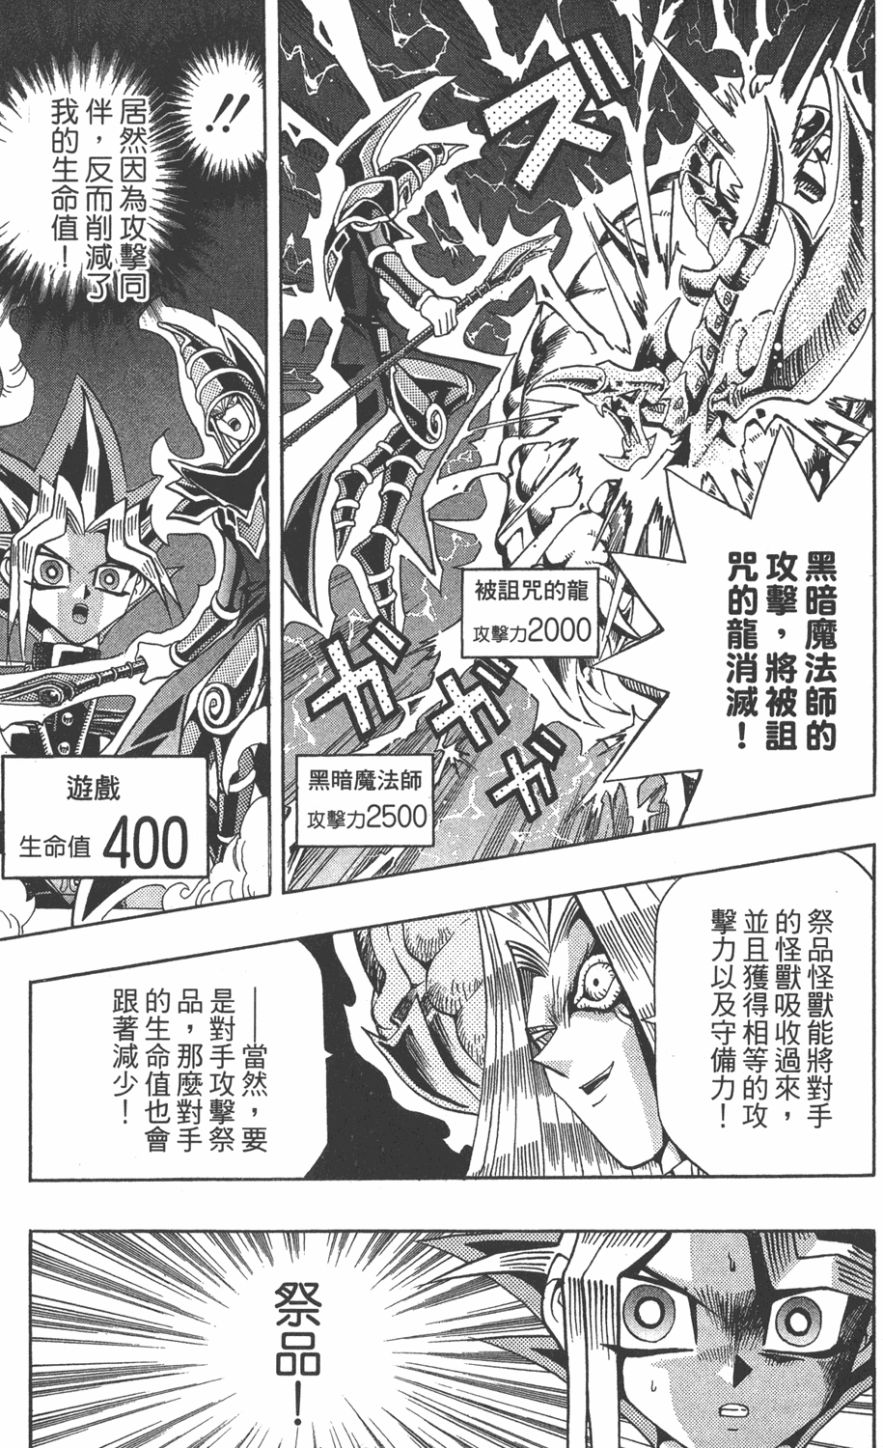 ズガガガ
黑暗魔法師的
攻擊，將被詛
咒的龍消滅！
被詛咒的龍
攻擊力2000
黑暗魔法師
攻擊力2500
!!
居然因為攻擊同
伴，反而削減了
我的生命值！
遊戲
生命值 400
祭品怪獸能將對手
的怪獸吸收過來，
並且獲得相等的攻
擊力以及守備力！
——當然，要
是對手攻擊祭
品，那麼對手
的生命值也會
跟著減少！
祭品！